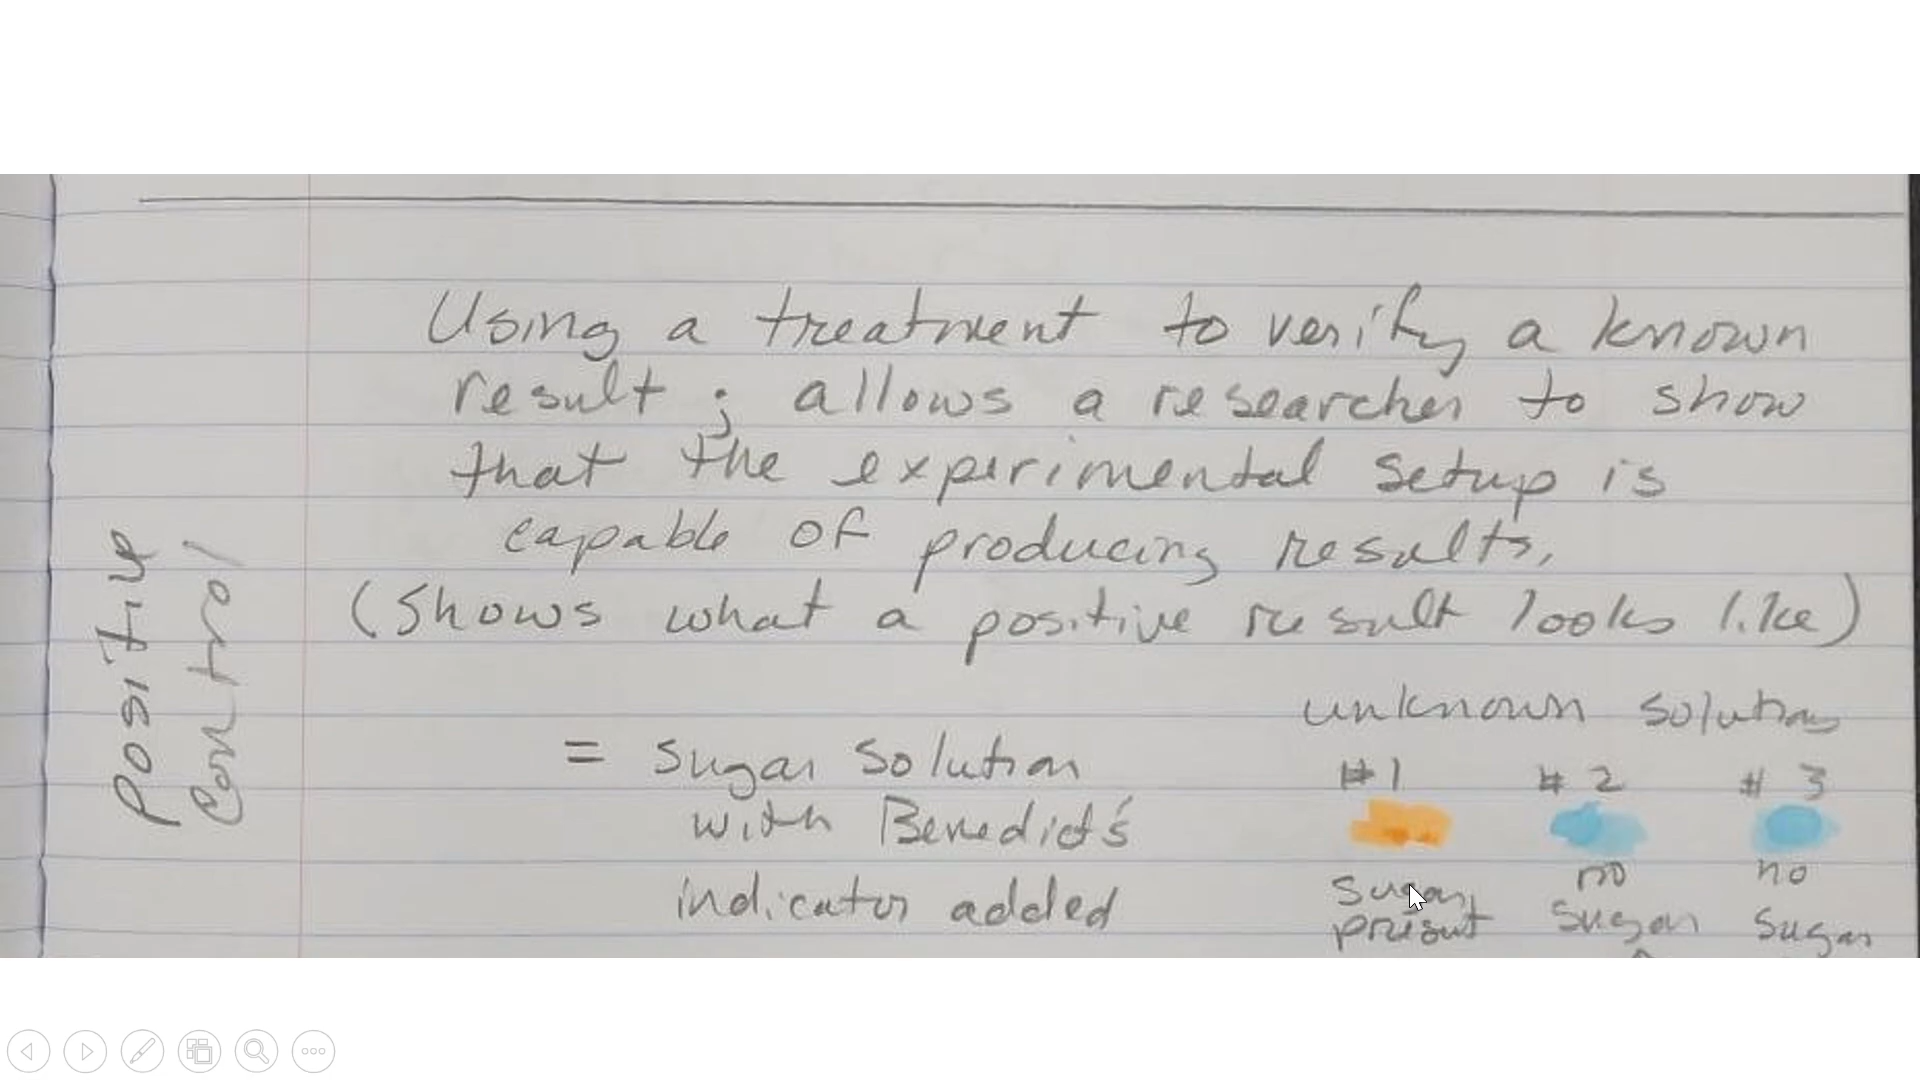 Positive
Control
Using a treatment to verify a known
result; allows a researcher to show
that the experimental setup is
capable of producing results.
(Shows what a positive result looks like)
= Sugar Solution
with Benedict's
indicator added
unknown solutions
#1 #2 #3
Sugar present
no Sugar
no Sugar